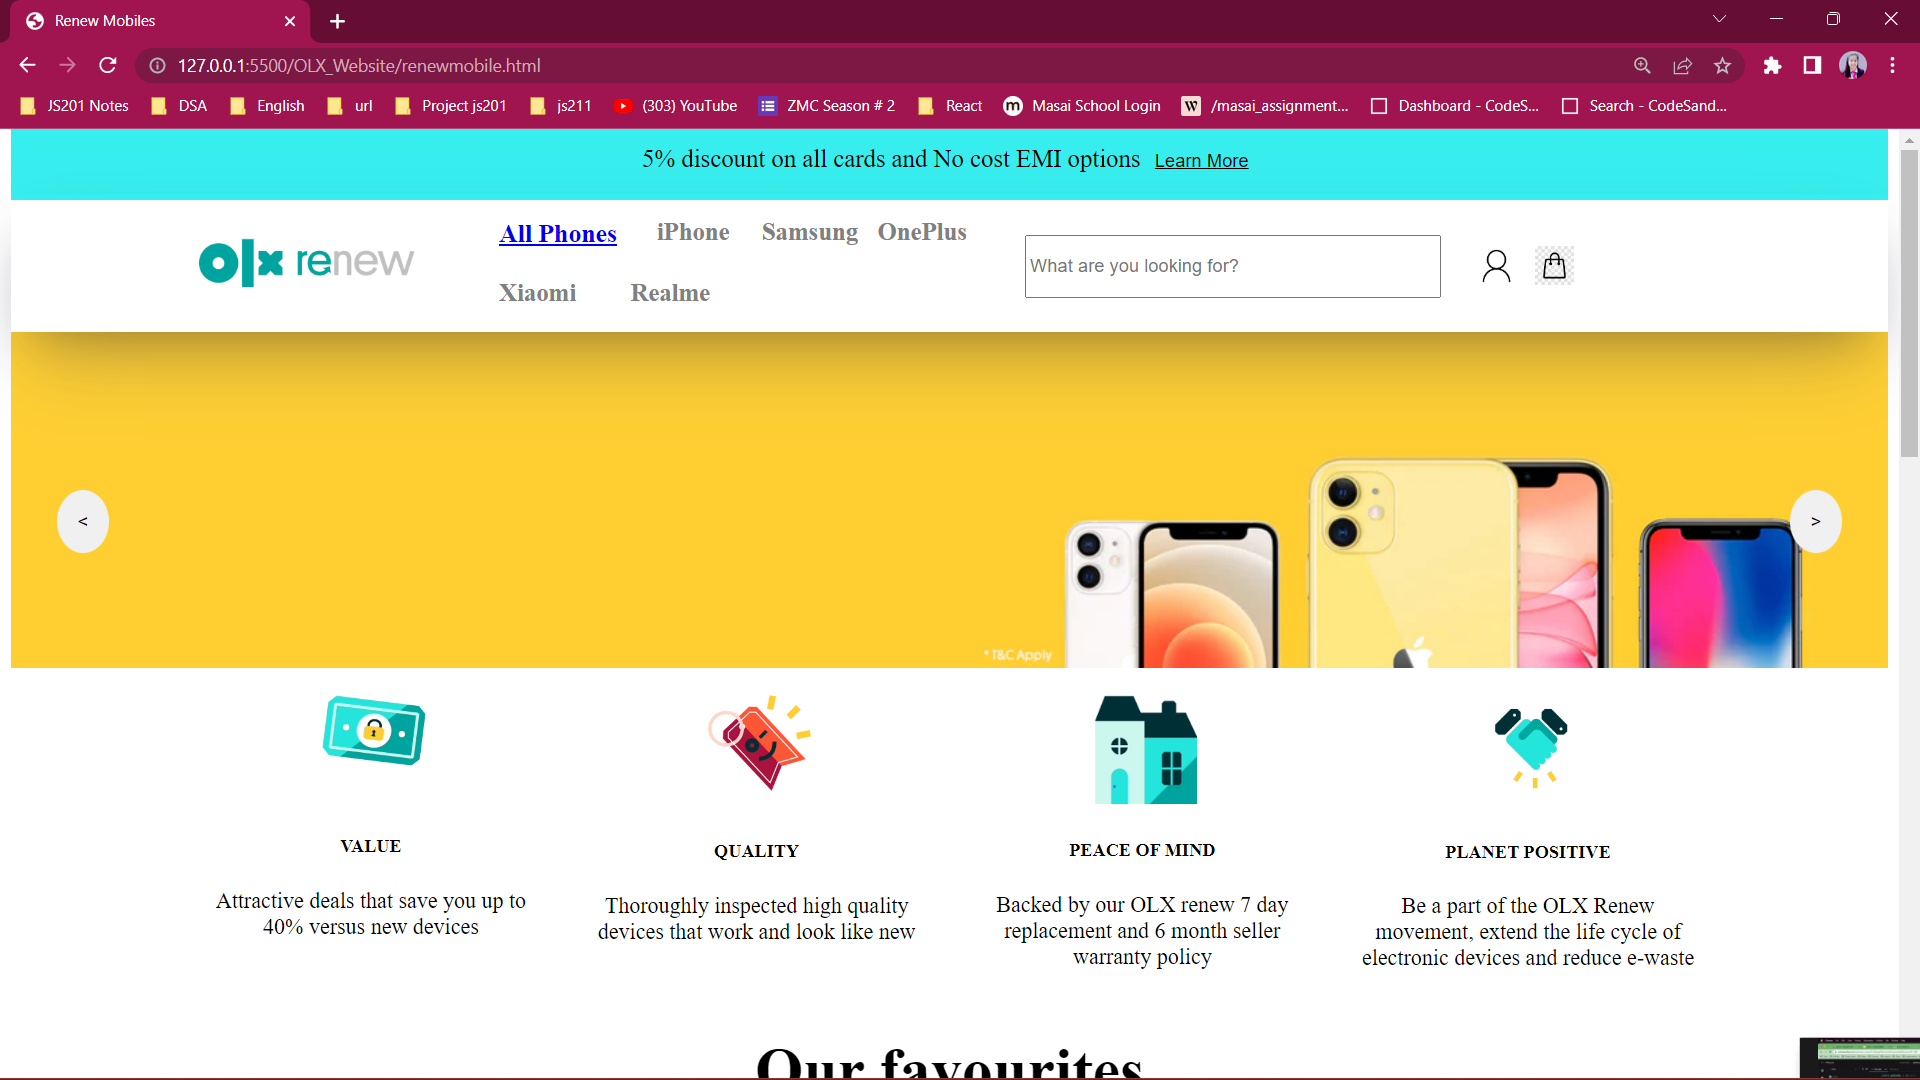 Renew Mobiles
127.0.0.1:5500/OLX_Website/renewmobile.html
JS201 Notes DSA English url Project js201 js211 (303) YouTube ZMC Season # 2 React Masai School Login /masai_assignment... Dashboard - CodeS... Search - CodeSand...
5% discount on all cards and No cost EMI options Learn More
olx renew
All Phones iPhone Samsung OnePlus
Xiaomi Realme
What are you looking for?
<
>
* T&C Apply
VALUE
Attractive deals that save you up to
40% versus new devices
QUALITY
Thoroughly inspected high quality
devices that work and look like new
PEACE OF MIND
Backed by our OLX renew 7 day
replacement and 6 month seller
warranty policy
PLANET POSITIVE
Be a part of the OLX Renew
movement, extend the life cycle of
electronic devices and reduce e-waste
Our favourites